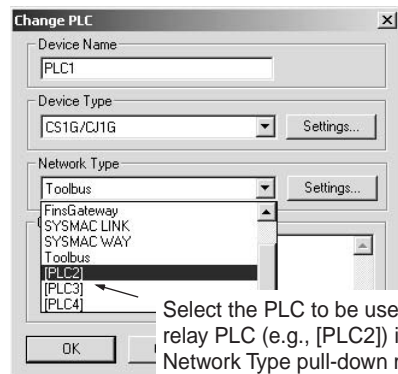 Change PLC
Device Name
PLC1
Device Type
CS1G/CJ1G
Settings...
Network Type
Toolbus
Settings...
FinsGateway
SYSMAC LINK
SYSMAC WAY
Toolbus
[PLC2]
[PLC3]
[PLC4]
Select the PLC to be use
relay PLC (e.g., [PLC2]) i
Network Type pull-down
OK